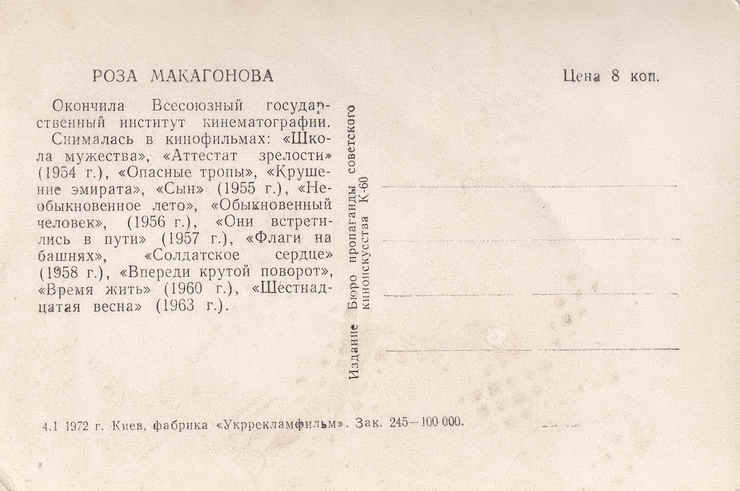 РОЗА МАКАГОНОВА
Цена 8 коп.
Окончила Всесоюзный государ-
ственный институт кинематографии.
Снималась в кинофильмах: «Шко-
ла мужества», «Аттестат зрелости»
(1954 г.), «Опасные тропы», «Круше-
ние эмирата», «Сын» (1955 г.), «Не-
обыкновенное лето», «Обыкновенный
человек», (1956 г.), «Они встрети-
лись в пути» (1957 г.), «Флаги на
башнях», «Солдатское сердце»
(1958 г.), «Впереди крутой поворот»,
«Время жить» (1960 г.), «Шестнад-
цатая весна» (1963 г.).
Издание Бюро пропаганды советского
киноискусства К-60
4.1 1972 г. Киев, фабрика «Укррекламфильм». Зак. 245—100 000.